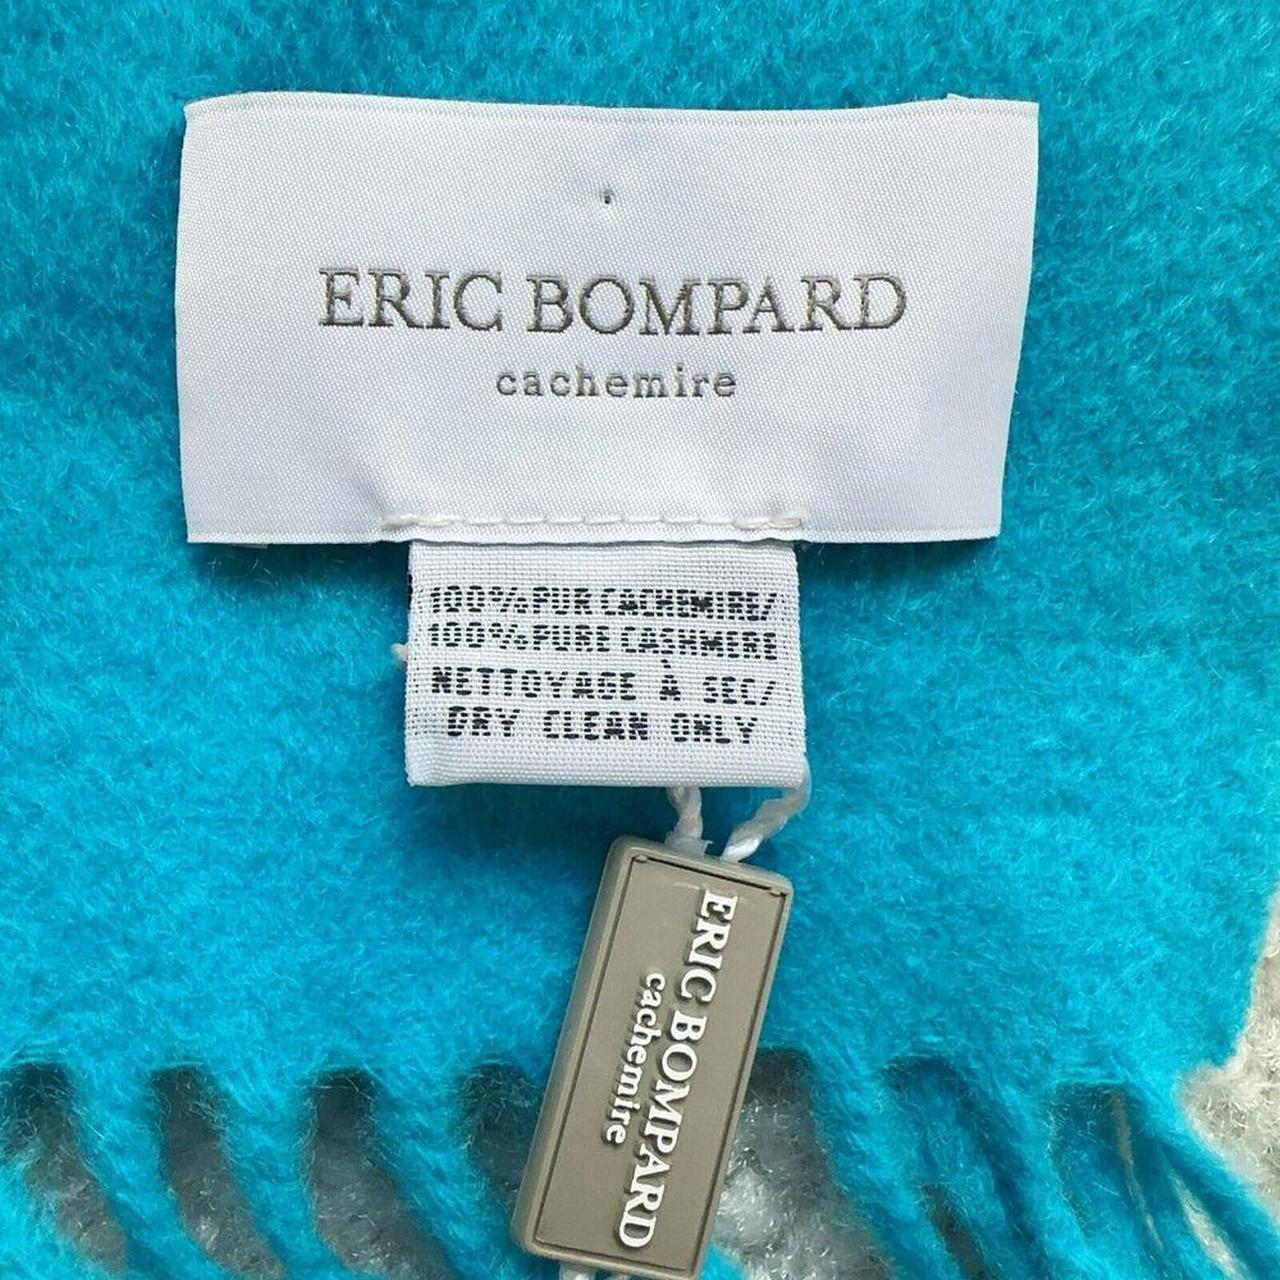 ERIC BOMPARD
cachemire
100% PUR CACHEMIRE/
100% PURE CASHMERE
NETTOYAGE À SEC/
DRY CLEAN ONLY
ERIC BOMPARD
cachemire